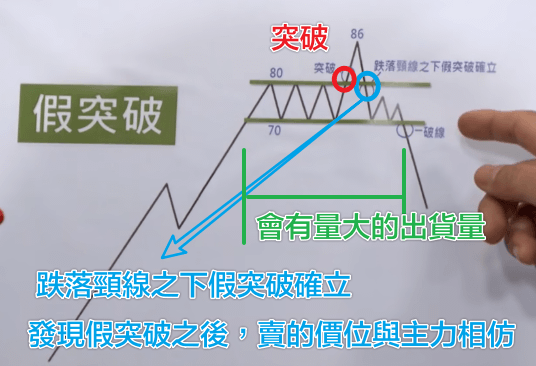 突破
86
突破
跌落頸線之下假突破確立
80
假突破
70
一破線
會有量大的出貨量
跌落頸線之下假突破確立
發現假突破之後，賣的價位與主力相仿